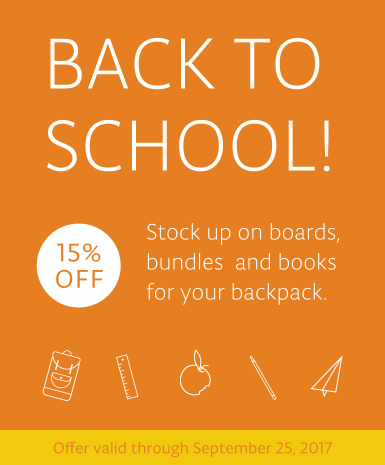 BACK TO
SCHOOL!
15%
OFF
Stock up on boards,
bundles and books
for your backpack.
Offer valid through September 25, 2017